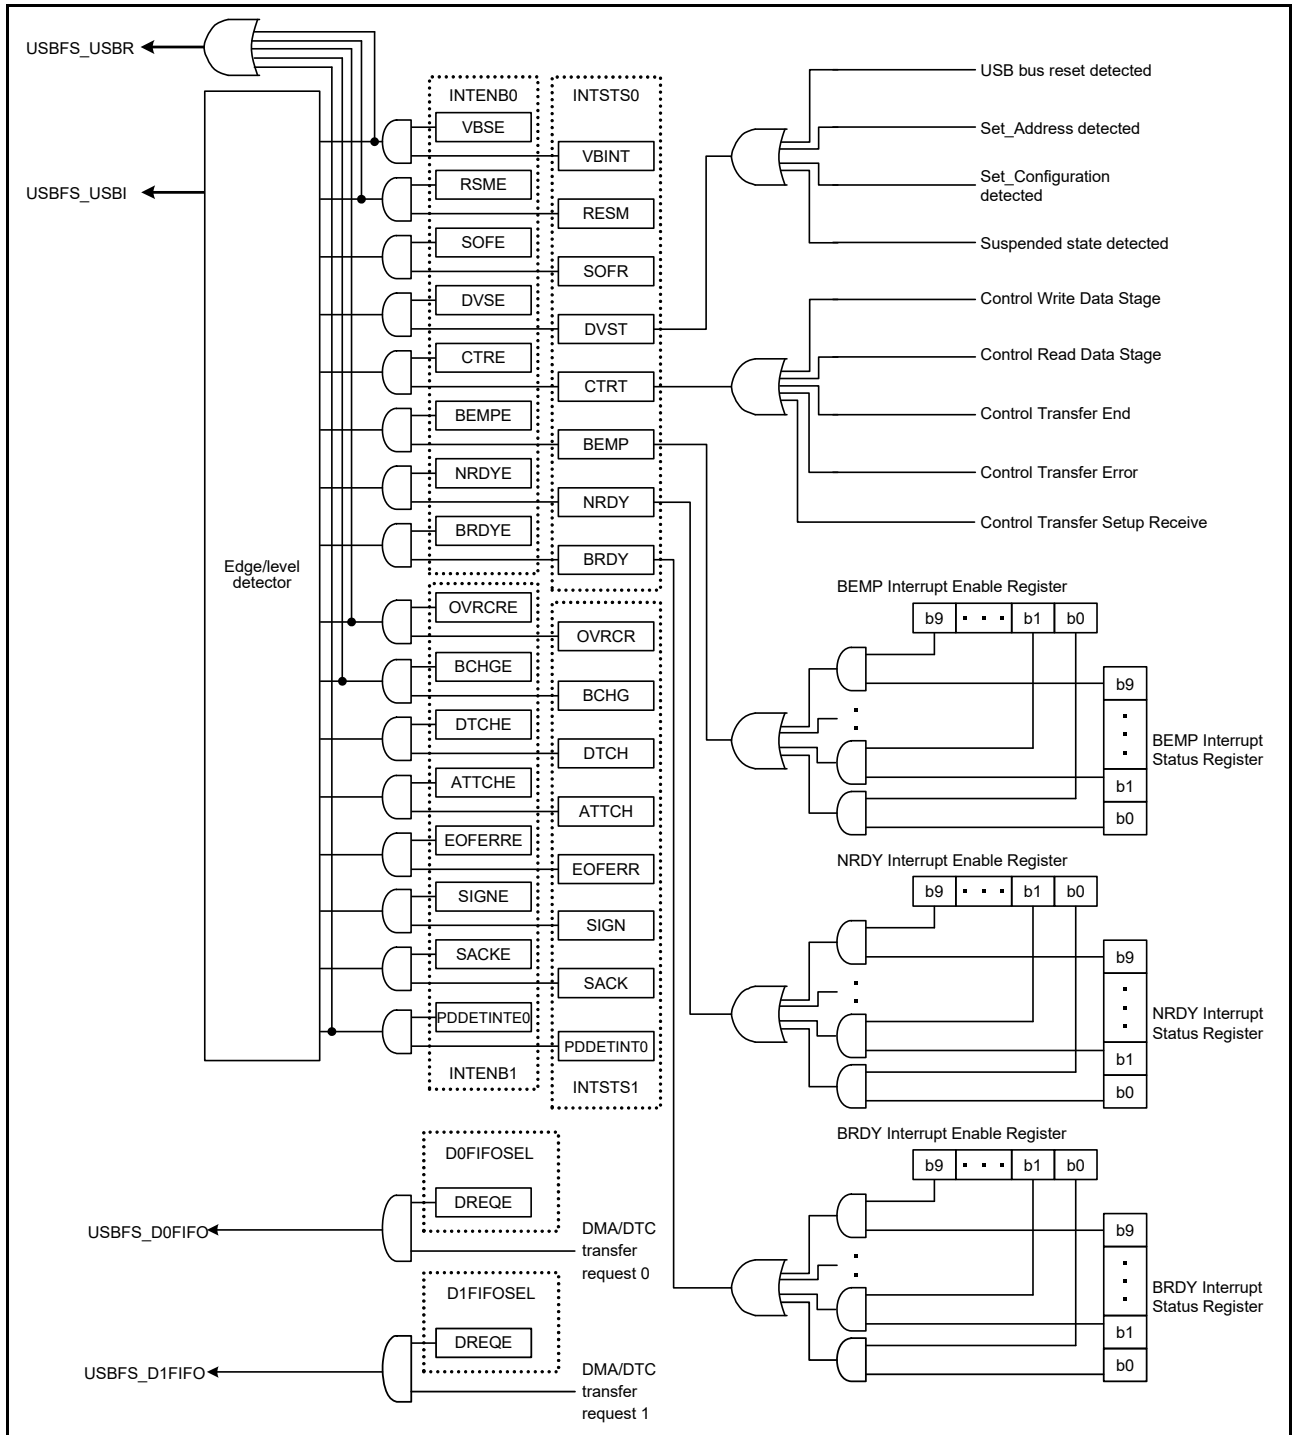 USBFS_USBR
USBFS_USBI
Edge/level
detector
INTENB0
VBSE
RSME
SOFE
DVSE
CTRE
BEMPE
NRDYE
BRDYE
OVRCRE
BCHGE
DTCHE
ATTCHE
EOFERRE
SIGNE
SACKE
PDDETINTE0
INTENB1
INTSTS0
VBINT
RESM
SOFR
DVST
CTRT
BEMP
NRDY
BRDY
OVRCR
BCHG
DTCH
ATTCH
EOFERR
SIGN
SACK
PDDETINT0
INTSTS1
USB bus reset detected
Set_Address detected
Set_Configuration
detected
Suspended state detected
Control Write Data Stage
Control Read Data Stage
Control Transfer End
Control Transfer Error
Control Transfer Setup Receive
BEMP Interrupt Enable Register
b9 ▪ ▪ ▪ b1 b0
b9
BEMP Interrupt
Status Register
b1
b0
NRDY Interrupt Enable Register
b9 ▪ ▪ ▪ b1 b0
b9
NRDY Interrupt
Status Register
b1
b0
BRDY Interrupt Enable Register
b9 ▪ ▪ ▪ b1 b0
b9
BRDY Interrupt
Status Register
b1
b0
D0FIFOSEL
DREQE
USBFS_D0FIFO
DMA/DTC
transfer
request 0
D1FIFOSEL
DREQE
USBFS_D1FIFO
DMA/DTC
transfer
request 1